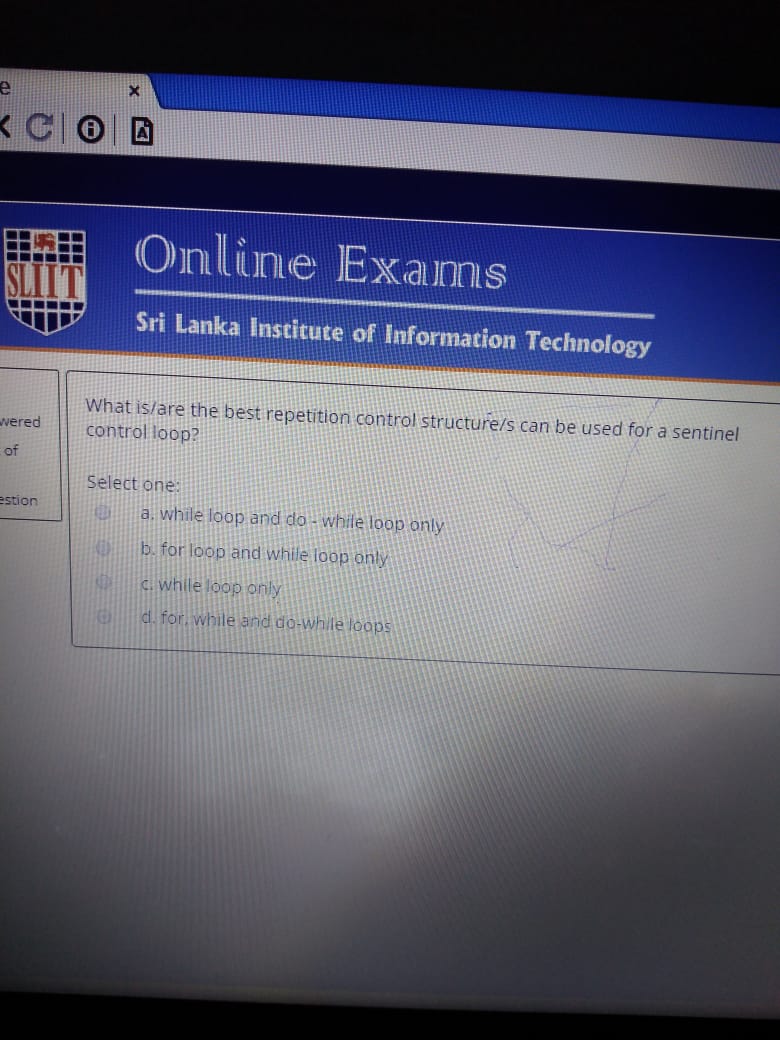 e
x
SLIIT
Online Exams
Sri Lanka Institute of Information Technology
wered
of
estion
What is/are the best repetition control structure/s can be used for a sentinel
control loop?
Select one:
a. while loop and do - while loop only
b. for loop and while loop only
c. while loop only
d. for, while and do-while loops